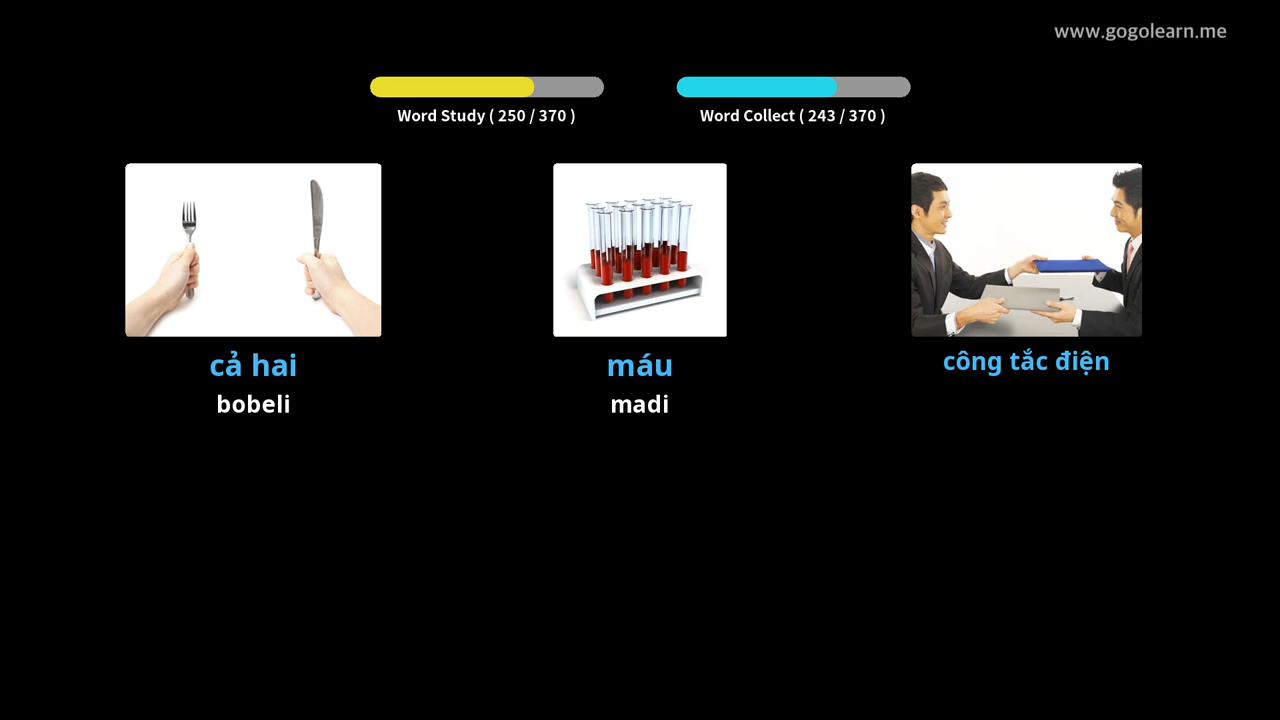 www.gogolearn.me
Word Study ( 250 / 370 )
Word Collect ( 243 / 370 )
cả hai
bobeli
máu
madi
công tắc điện